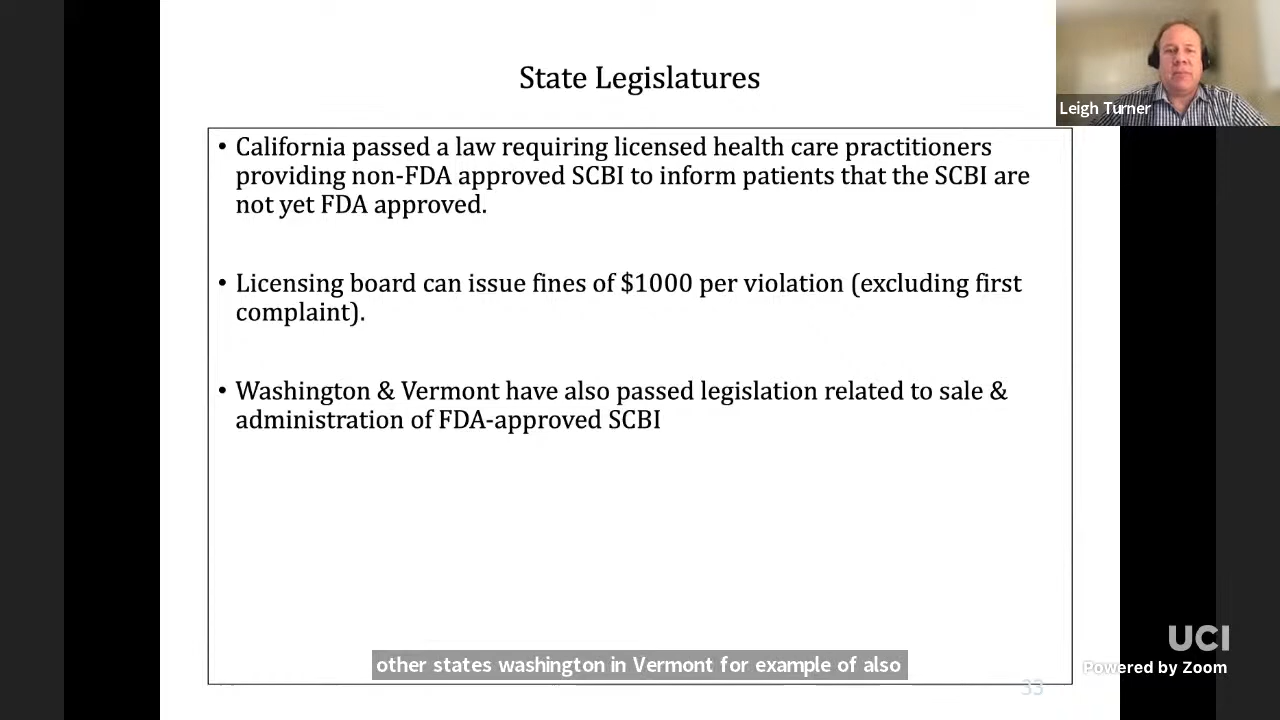 State Legislatures
Leigh Turner
• California passed a law requiring licensed health care practitioners
providing non-FDA approved SCBI to inform patients that the SCBI are
not yet FDA approved.
• Licensing board can issue fines of $1000 per violation (excluding first
complaint).
• Washington & Vermont have also passed legislation related to sale &
administration of FDA-approved SCBI
other states washington in Vermont for example of also
UCI
Powered by Zoom
33